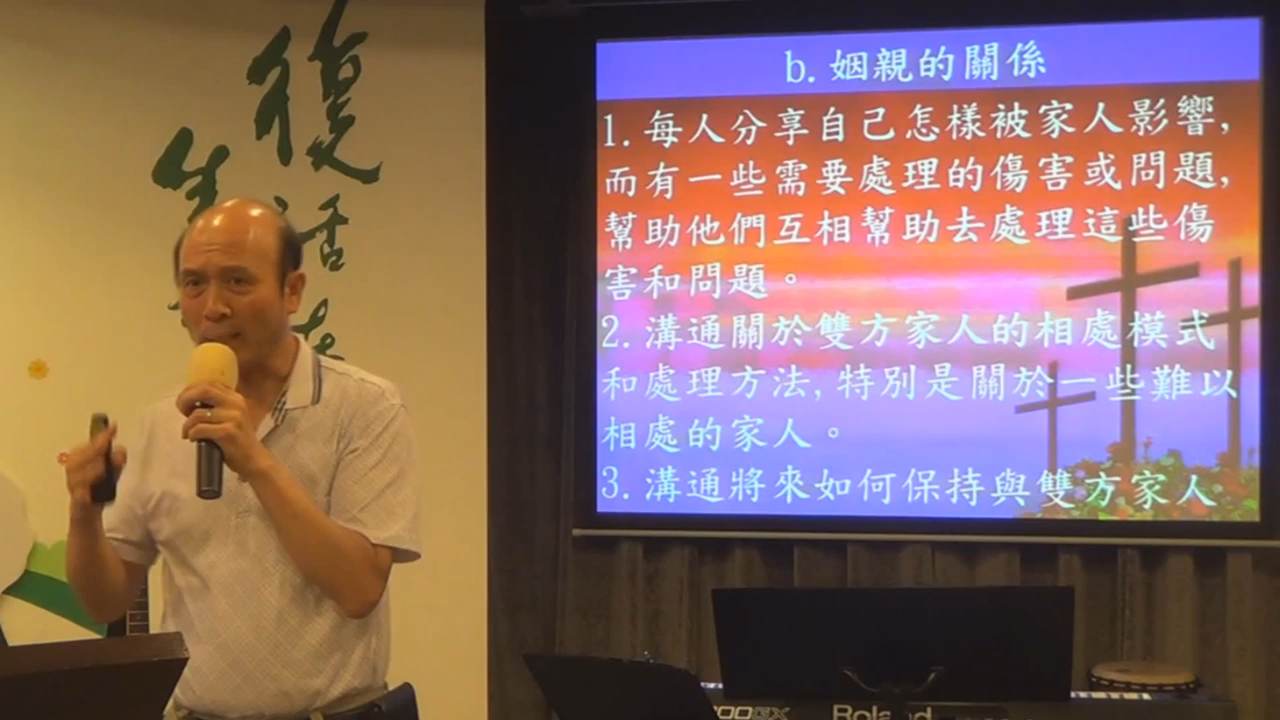 復活
生
b. 姻親的關係
1. 每人分享自己怎樣被家人影響,
而有一些需要處理的傷害或問題,
幫助他們互相幫助去處理這些傷
害和問題。
2. 溝通關於雙方家人的相處模式
和處理方法, 特別是關於一些難以
相處的家人。
3. 溝通將來如何保持與雙方家人
Roland